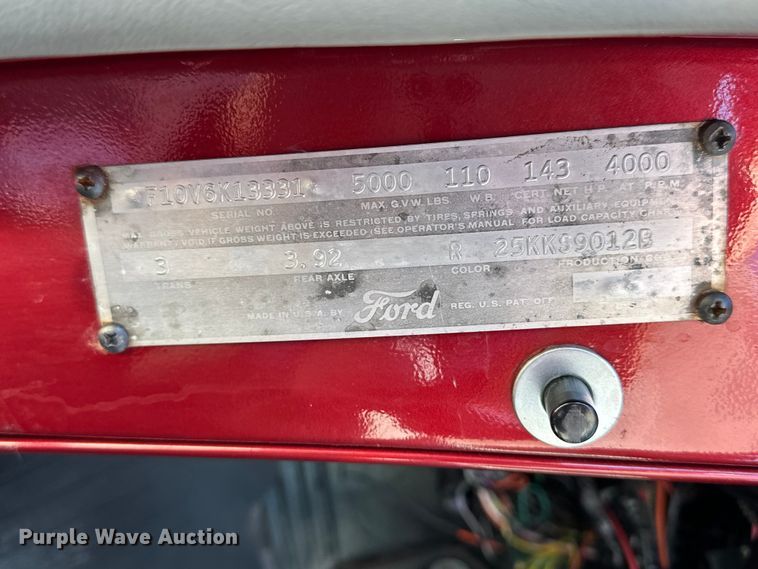 F10V6K13331 5000 110 143 4000
SERIAL NO. MAX. G.V.W. LBS W.B. CERT. NET H.P. AT R.P.M
VEHICLE WEIGHT ABOVE IS RESTRICTED BY TIRES, SPRINGS AND AUXILIARY EQUIPMENT
WARRANTY VOID IF GROSS WEIGHT IS EXCEEDED (SEE OPERATOR'S MANUAL FOR LOAD CAPACITY CHART)
3 3.92 R 25KKS9012B
TRANS REAR AXLE COLOR PRODUCTION
MADE IN U.S.A. BY Ford REG. U.S. PAT. OFF.
Purple Wave Auction